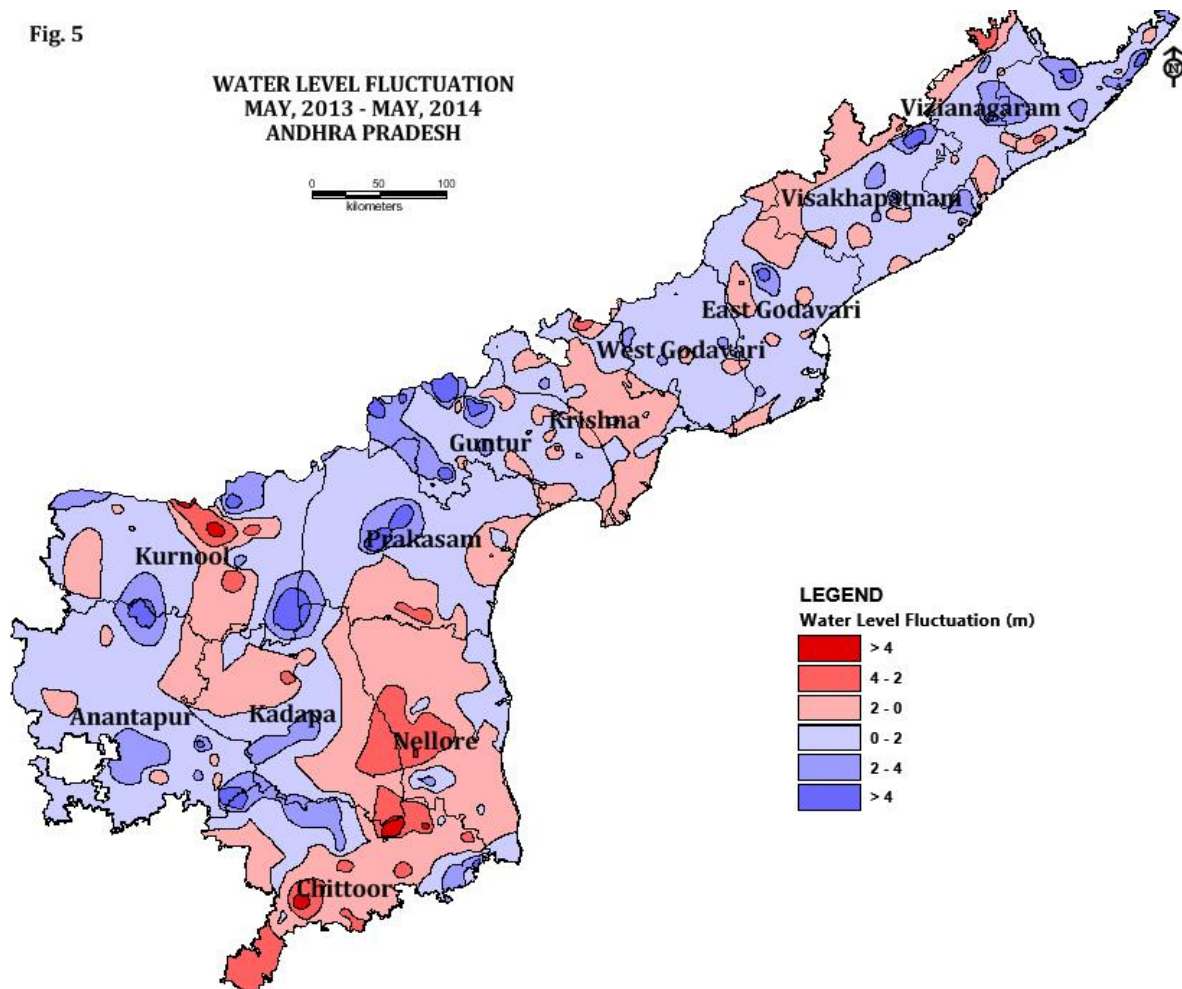 Fig. 5
WATER LEVEL FLUCTUATION
MAY, 2013 - MAY, 2014
ANDHRA PRADESH
0 50 100
kilometers
N
Vizianagaram
Visakhapatnam
East Godavari
West Godavari
Krishna
Guntur
Prakasam
Kurnool
Anantapur
Kadapa
Nellore
Chittoor
LEGEND
Water Level Fluctuation (m)
> 4
4 - 2
2 - 0
0 - 2
2 - 4
> 4